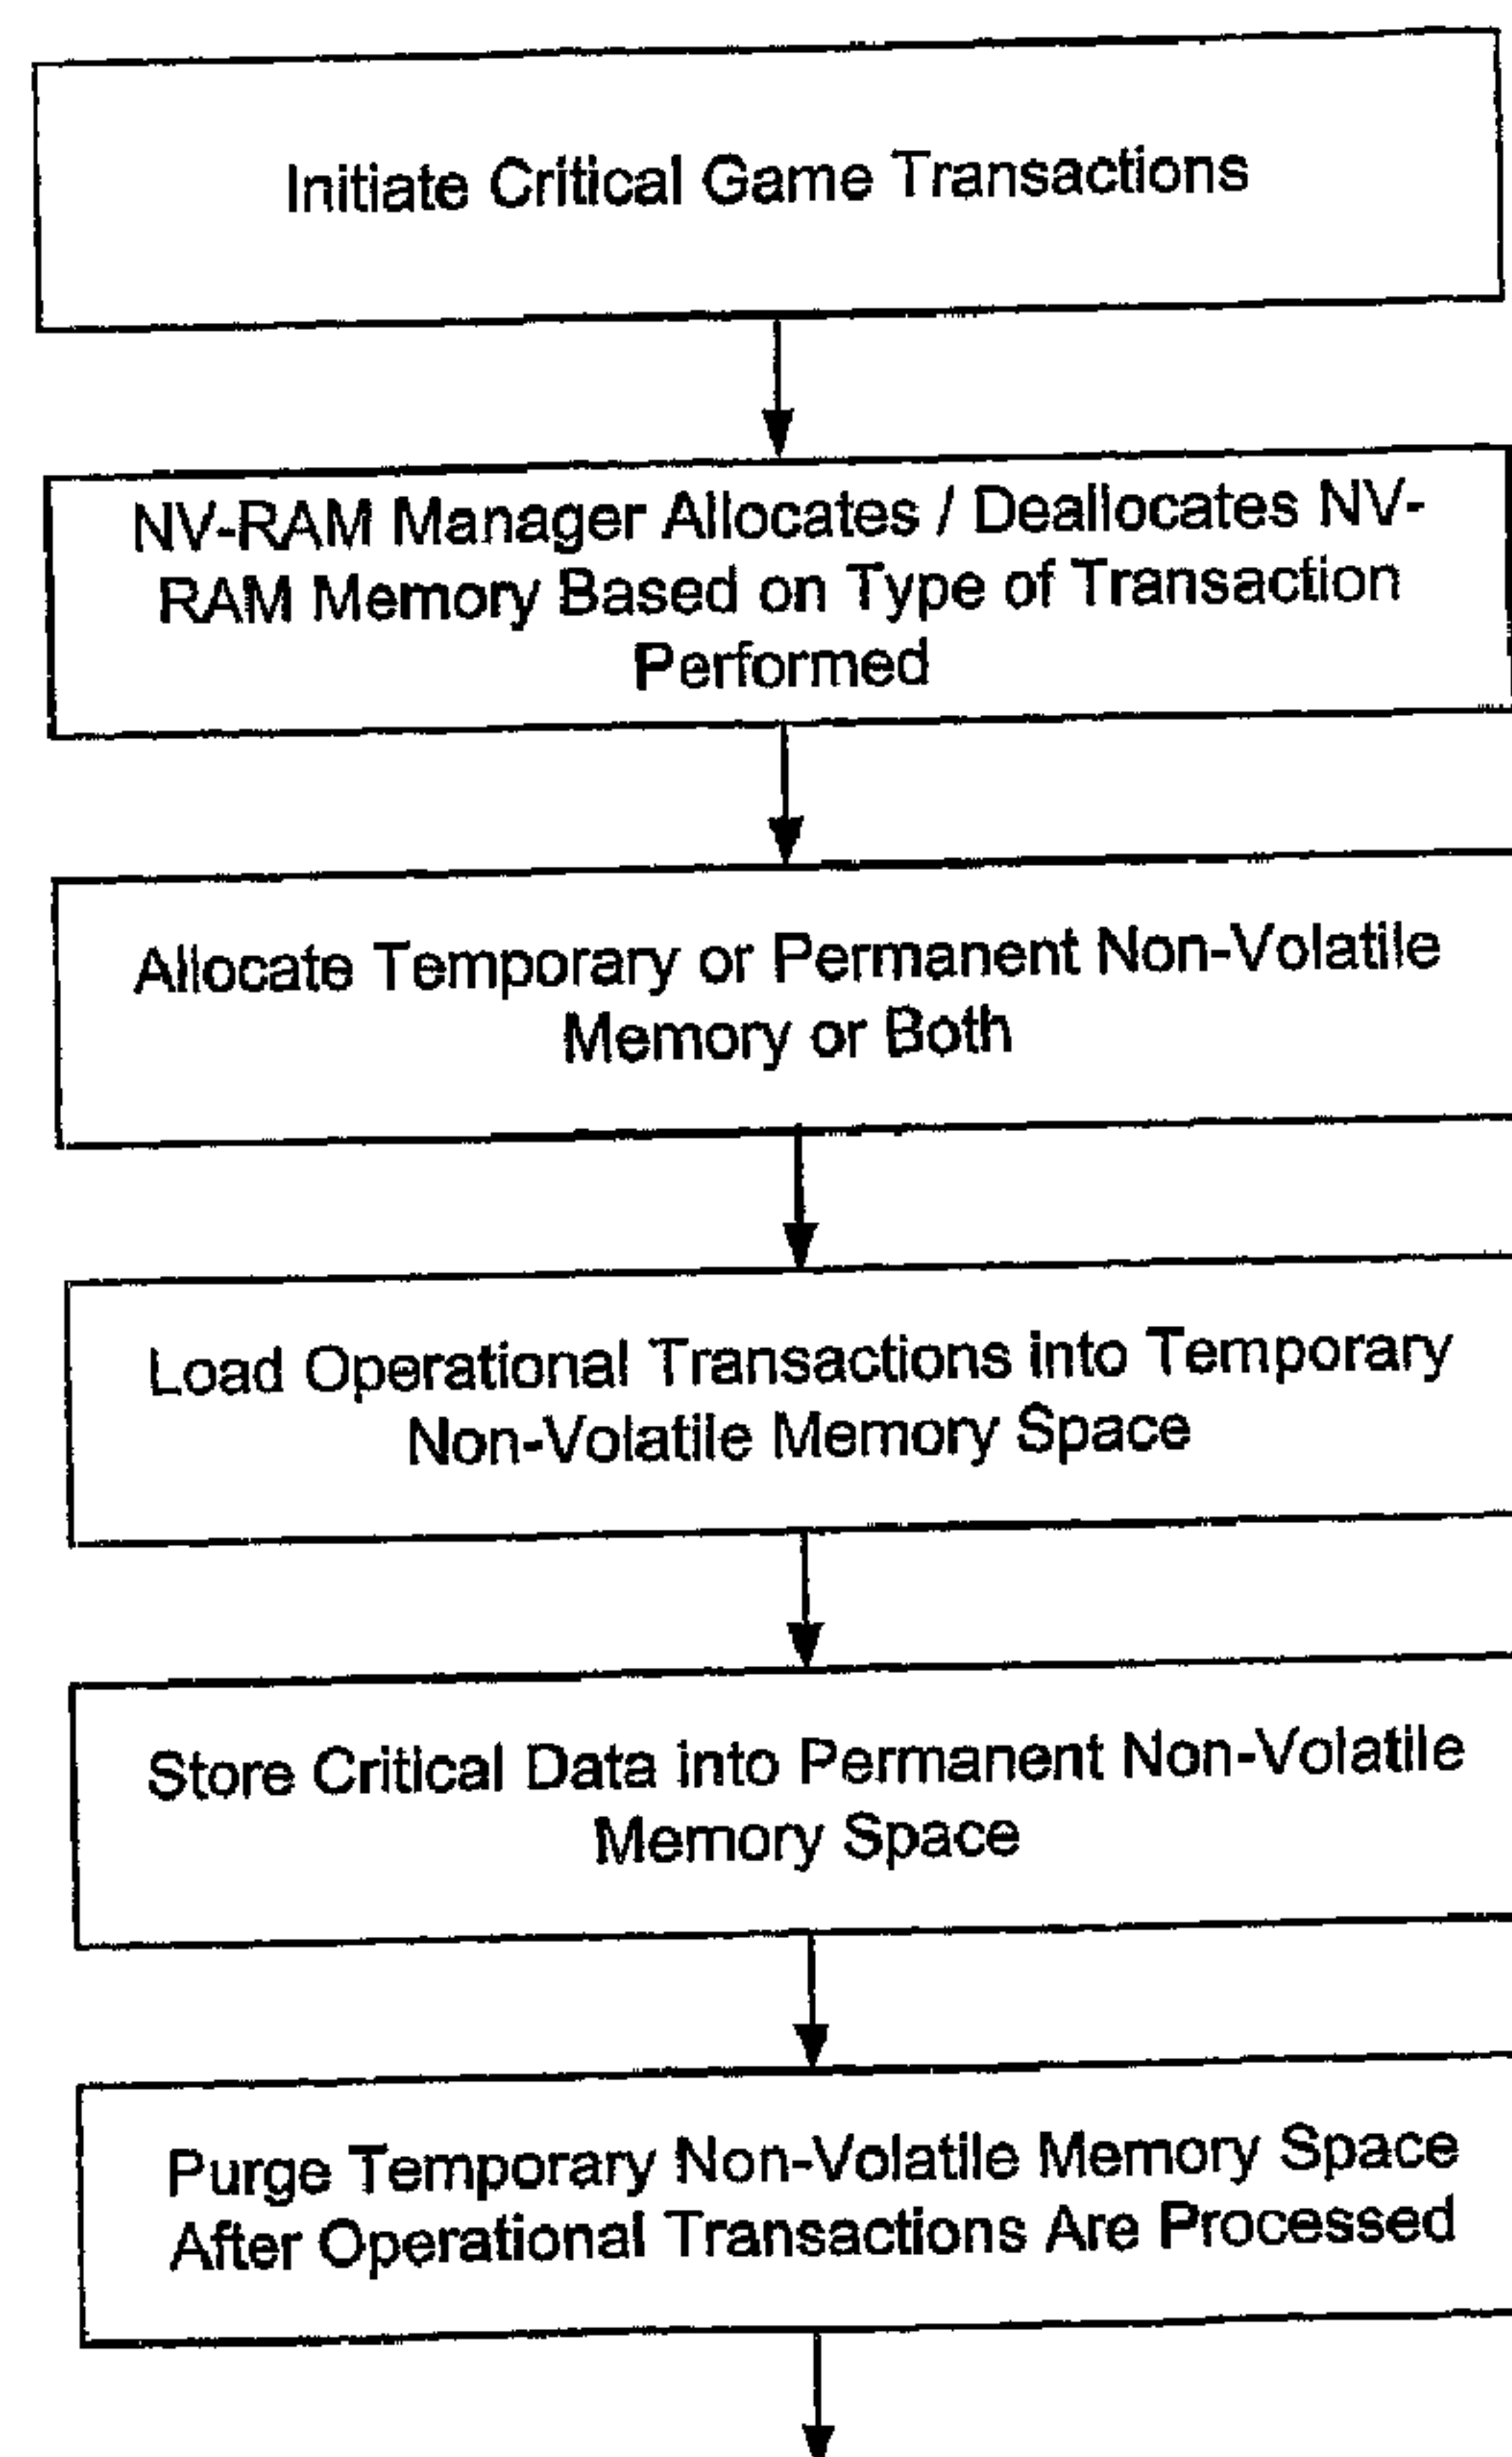 Initiate Critical Game Transactions
NV-RAM Manager Allocates / Deallocates NV-
RAM Memory Based on Type of Transaction
Performed
Allocate Temporary or Permanent Non-Volatile
Memory or Both
Load Operational Transactions into Temporary
Non-Volatile Memory Space
Store Critical Data into Permanent Non-Volatile
Memory Space
Purge Temporary Non-Volatile Memory Space
After Operational Transactions Are Processed